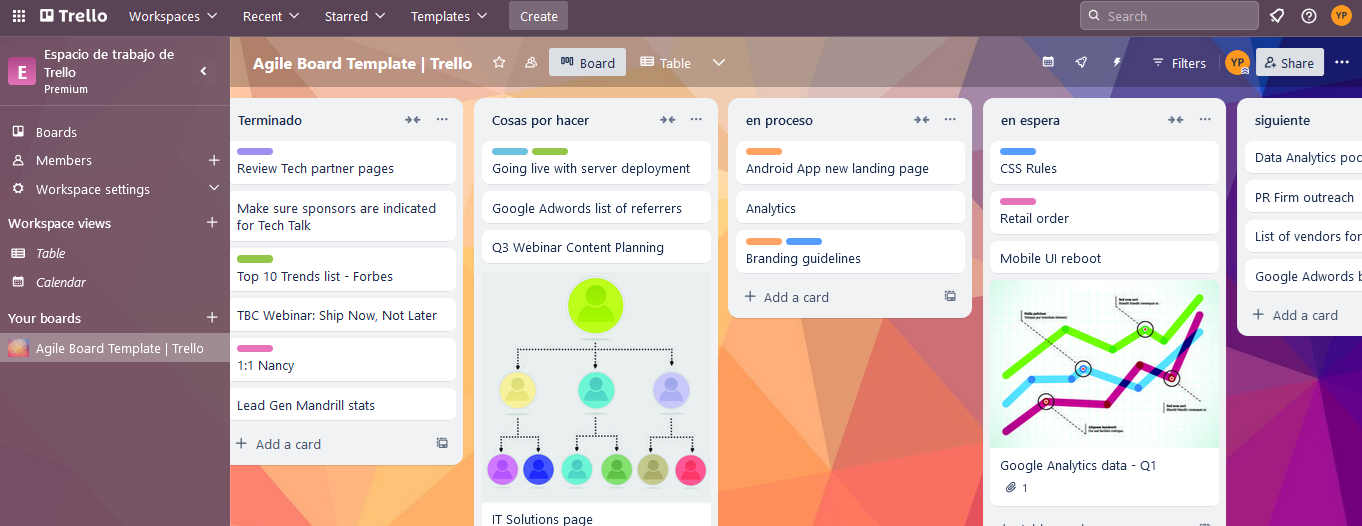 Trello
Workspaces
Recent
Starred
Templates
Create
Search
YP
E
Espacio de trabajo de
Trello
Premium
Boards
Members
Workspace settings
Workspace views
Table
Calendar
Your boards
Agile Board Template | Trello
Agile Board Template | Trello
Board
Table
Filters
YP
Share
Terminado
Review Tech partner pages
Make sure sponsors are indicated
for Tech Talk
Top 10 Trends list - Forbes
TBC Webinar: Ship Now, Not Later
1:1 Nancy
Lead Gen Mandrill stats
Add a card
Cosas por hacer
Going live with server deployment
Google Adwords list of referrers
Q3 Webinar Content Planning
IT Solutions page
en proceso
Android App new landing page
Analytics
Branding guidelines
Add a card
en espera
CSS Rules
Retail order
Mobile UI reboot
Google Analytics data - Q1
1
siguiente
Data Analytics
PR Firm outreach
List of vendors for
Google Adwords
Add a card